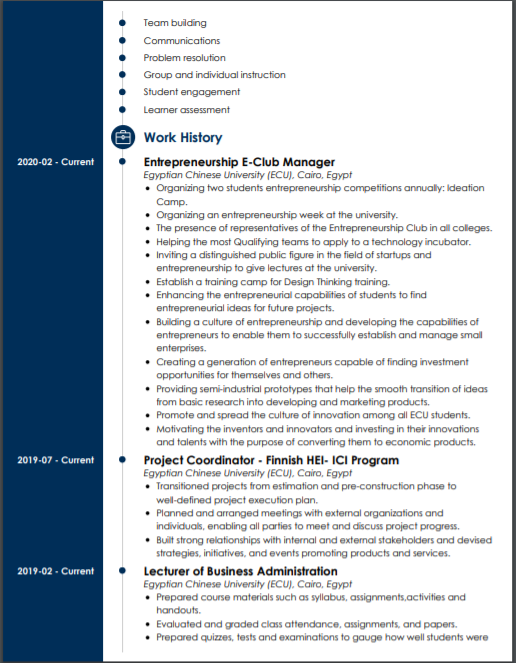 Team building
Communications
Problem resolution
Group and individual instruction
Student engagement
Learner assessment
Work History
2020-02 - Current
Entrepreneurship E-Club Manager
Egyptian Chinese University (ECU), Cairo, Egypt
Organizing two students entrepreneurship competitions annually: Ideation
Camp.
Organizing an entrepreneurship week at the university.
The presence of representatives of the Entrepreneurship Club in all colleges.
Helping the most Qualifying teams to apply to a technology incubator.
Inviting a distinguished public figure in the field of startups and
entrepreneurship to give lectures at the university.
Establish a training camp for Design Thinking training.
Enhancing the entrepreneurial capabilities of students to find
entrepreneurial ideas for future projects.
Building a culture of entrepreneurship and developing the capabilities of
entrepreneurs to enable them to successfully establish and manage small
enterprises.
Creating a generation of entrepreneurs capable of finding investment
opportunities for themselves and others.
Providing semi-industrial prototypes that help the smooth transition of ideas
from basic research into developing and marketing products.
Promote and spread the culture of innovation among all ECU students.
Motivating the inventors and innovators and investing in their innovations
and talents with the purpose of converting them to economic products.
2019-07 - Current
Project Coordinator - Finnish HEI- ICI Program
Egyptian Chinese University (ECU), Cairo, Egypt
Transitioned projects from estimation and pre-construction phase to
well-defined project execution plan.
Planned and arranged meetings with external organizations and
individuals, enabling all parties to meet and discuss project progress.
Built strong relationships with internal and external stakeholders and devised
strategies, initiatives, and events promoting products and services.
2019-02 - Current
Lecturer of Business Administration
Egyptian Chinese University (ECU), Cairo, Egypt
Prepared course materials such as syllabus, assignments,activities and
handouts.
Evaluated and graded class attendance, assignments, and papers.
Prepared quizzes, tests and examinations to gauge how well students were